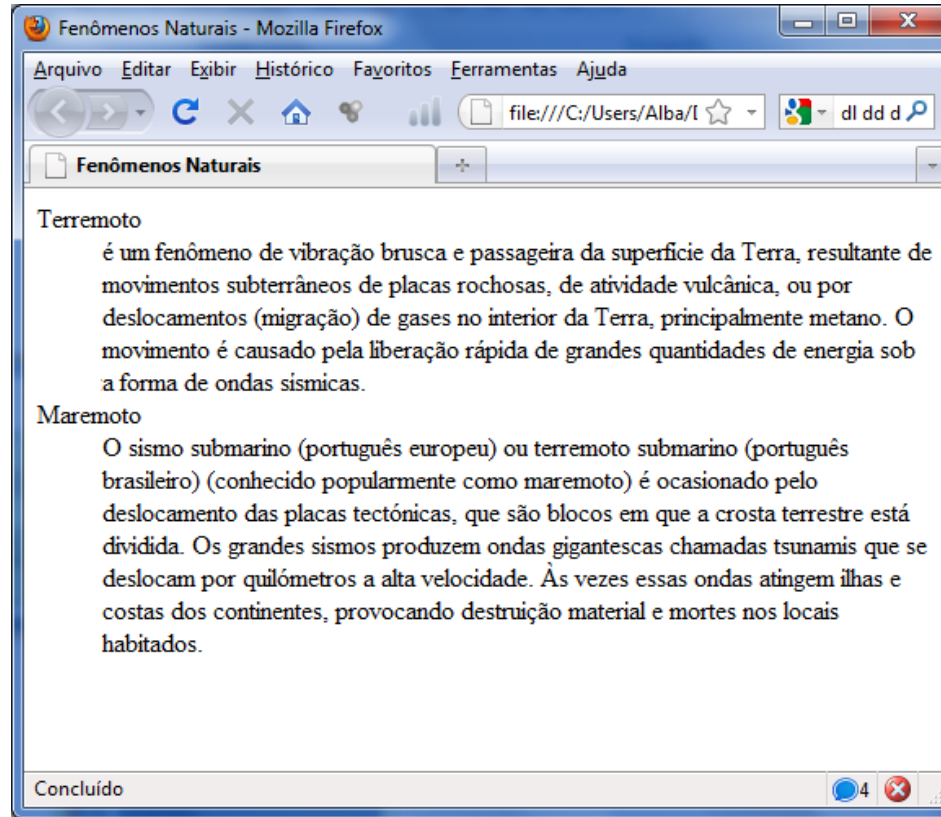 Fenômenos Naturais - Mozilla Firefox
Arquivo Editar Exibir Histórico Favoritos Ferramentas Ajuda
file:///C:/Users/Alba/ dl dd d
Fenômenos Naturais
Terremoto
é um fenômeno de vibração brusca e passageira da superfície da Terra, resultante de
movimentos subterrâneos de placas rochosas, de atividade vulcânica, ou por
deslocamentos (migração) de gases no interior da Terra, principalmente metano. O
movimento é causado pela liberação rápida de grandes quantidades de energia sob
a forma de ondas sísmicas.
Maremoto
O sismo submarino (português europeu) ou terremoto submarino (português
brasileiro) (conhecido popularmente como maremoto) é ocasionado pelo
deslocamento das placas tectónicas, que são blocos em que a crosta terrestre está
dividida. Os grandes sismos produzem ondas gigantescas chamadas tsunamis que se
deslocam por quilómetros a alta velocidade. Às vezes essas ondas atingem ilhas e
costas dos continentes, provocando destruição material e mortes nos locais
habitados.
Concluído 4